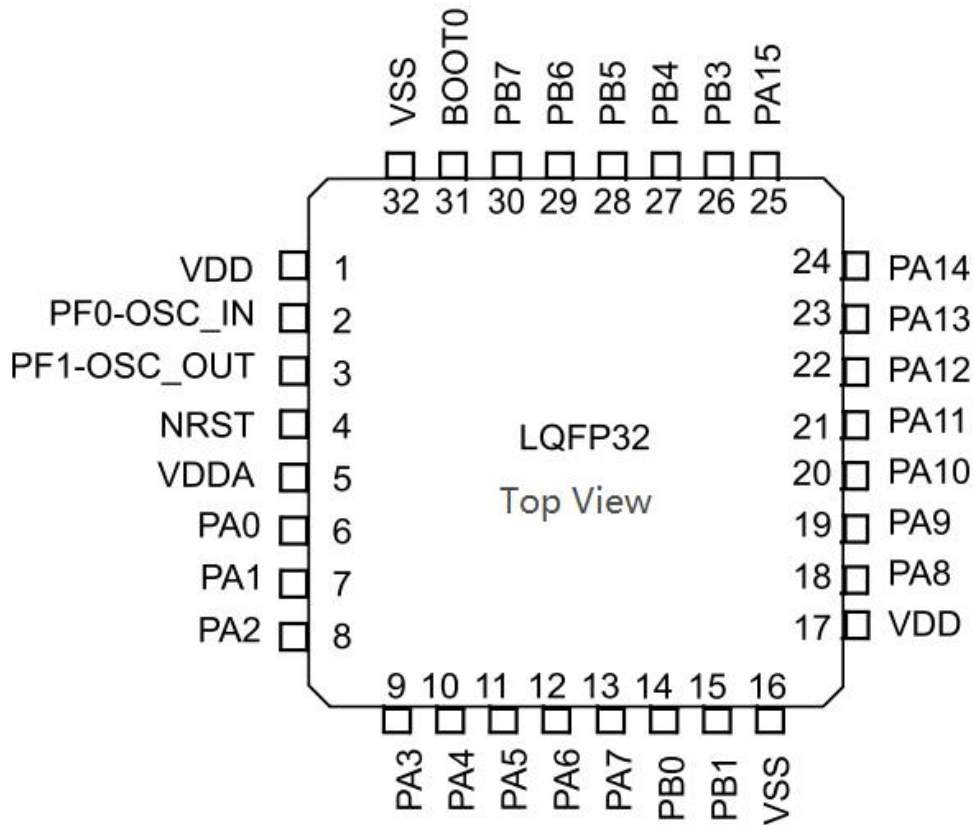 VSS BOOT0 PB7 PB6 PB5 PB4 PB3 PA15
32 31 30 29 28 27 26 25
VDD 1 24 PA14
PF0-OSC_IN 2 23 PA13
PF1-OSC_OUT 3 22 PA12
NRST 4 21 PA11
LQFP32
VDDA 5 20 PA10
Top View
PA0 6 19 PA9
PA1 7 18 PA8
PA2 8 17 VDD
9 10 11 12 13 14 15 16
PA3 PA4 PA5 PA6 PA7 PB0 PB1 VSS